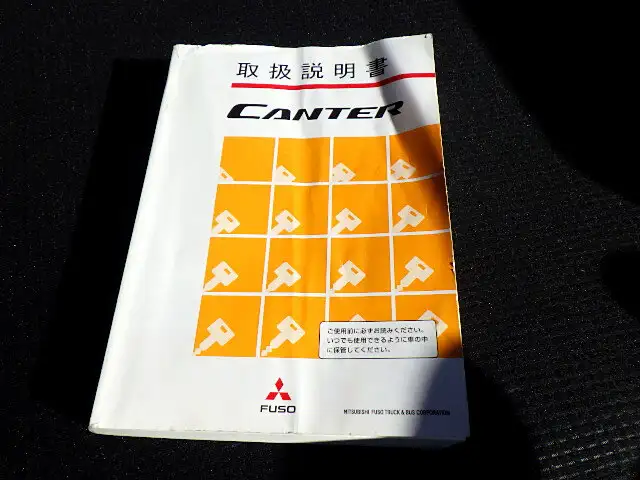 取扱説明書
CANTER
ご使用前に必ずお読みください。
いつでも使用できるように車の中
に保管してください。
FUSO
MITSUBISHI FUSO TRUCK & BUS CORPORATION